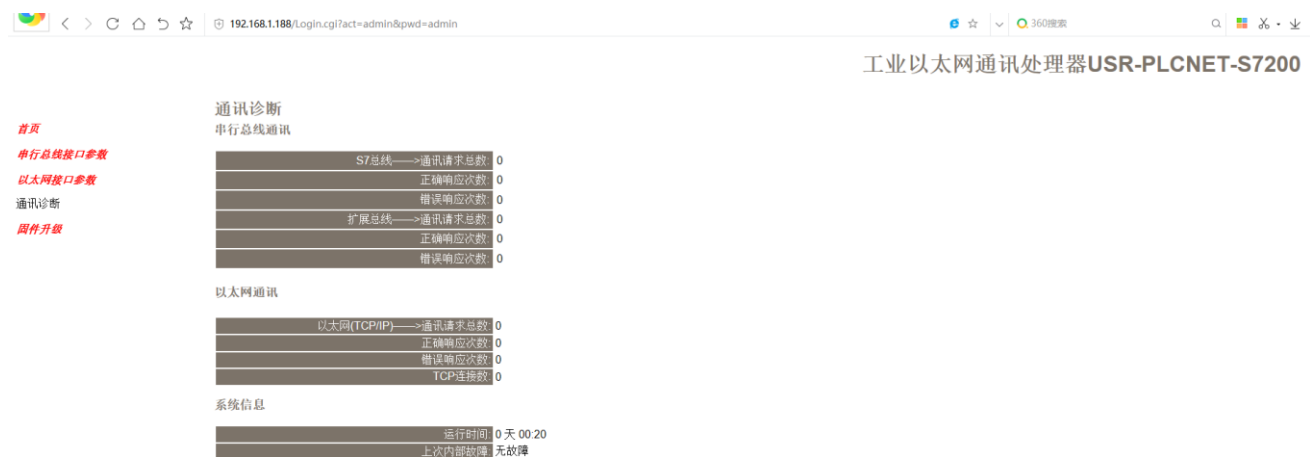 192.168.1.188/Login.cgi?act=admin&pwd=admin
360搜索
工业以太网通讯处理器USR-PLCNET-S7200
首页
串行总线接口参数
以太网接口参数
通讯诊断
固件升级
通讯诊断
串行总线通讯
S7总线——>通讯请求总数: 0
正确响应次数: 0
错误响应次数: 0
扩展总线——>通讯请求总数: 0
正确响应次数: 0
错误响应次数: 0
以太网通讯
以太网(TCP/IP)——>通讯请求总数: 0
正确响应次数: 0
错误响应次数: 0
TCP连接数: 0
系统信息
运行时间: 0 天 00:20
上次内部故障: 无故障